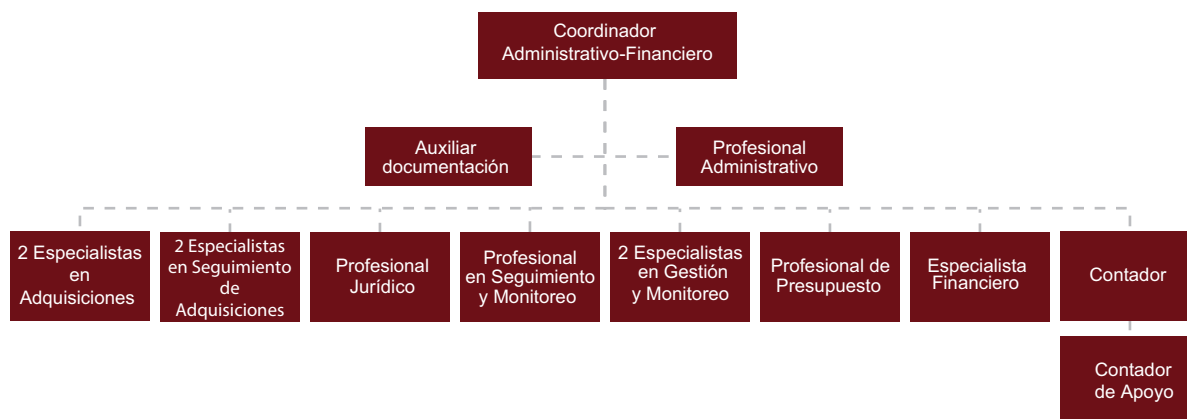 Coordinador
Administrativo-Financiero
Auxiliar
documentación
Profesional
Administrativo
2 Especialistas
en
Adquisiciones
2 Especialistas
en Seguimiento
de
Adquisiciones
Profesional
Jurídico
Profesional
en Seguimiento
y Monitoreo
2 Especialistas
en Gestión
y Monitoreo
Profesional de
Presupuesto
Especialista
Financiero
Contador
Contador
de Apoyo